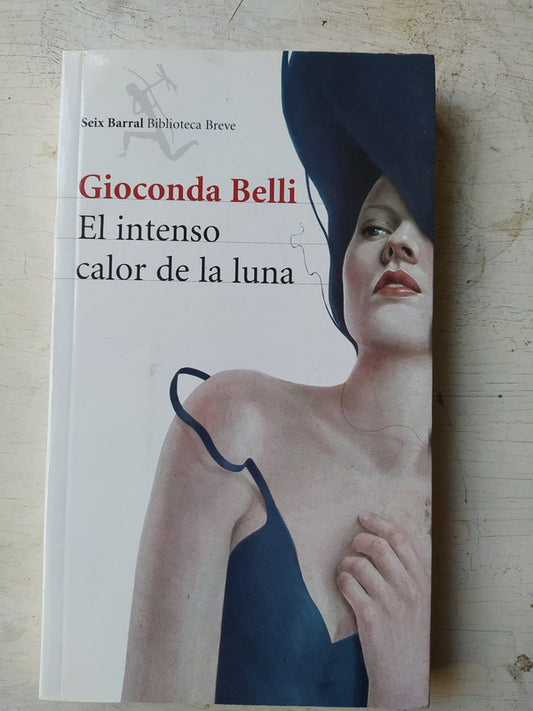 Seix Barral Biblioteca Breve
Gioconda Belli
El intenso
calor de la luna